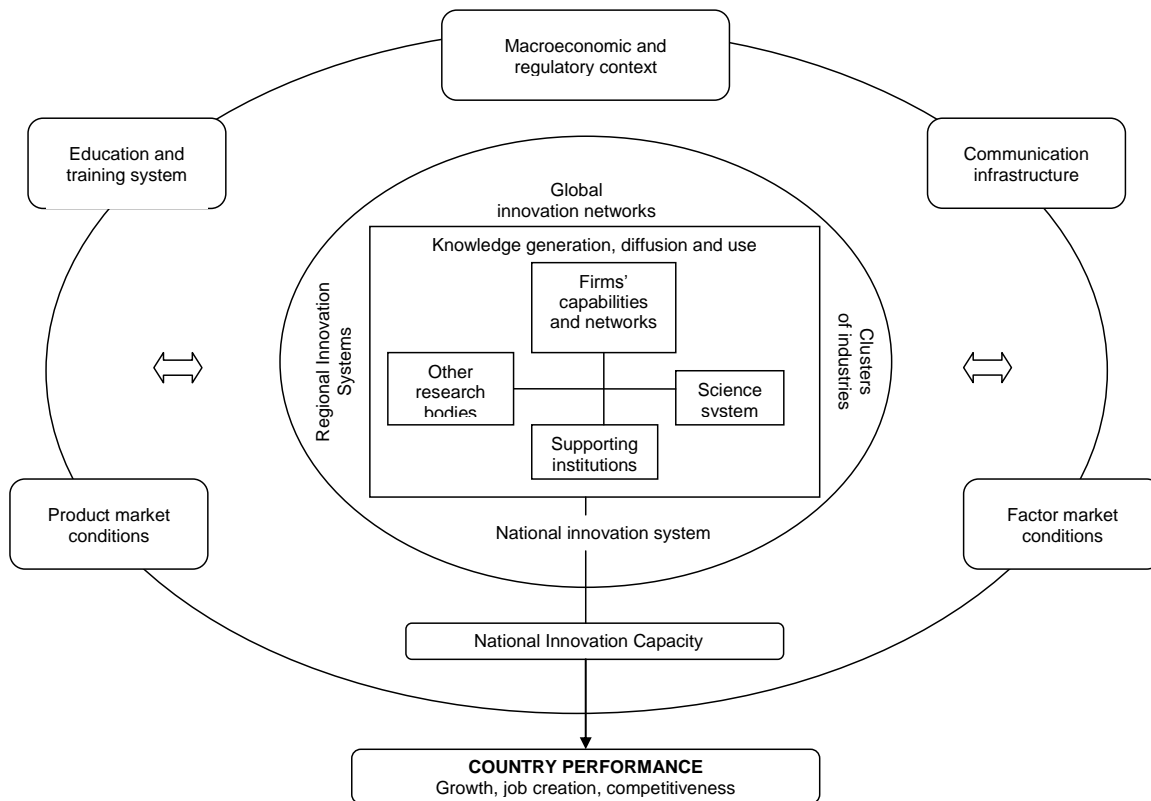 Macroeconomic and
regulatory context
Education and
training system
Communication
infrastructure
Global
innovation networks
Knowledge generation, diffusion and use
Firms'
capabilities
and networks
Regional Innovation
Systems
Clusters
of industries
Other
research
bodies
Science
system
Supporting
institutions
Product market
conditions
National innovation system
Factor market
conditions
National Innovation Capacity
COUNTRY PERFORMANCE
Growth, job creation, competitiveness